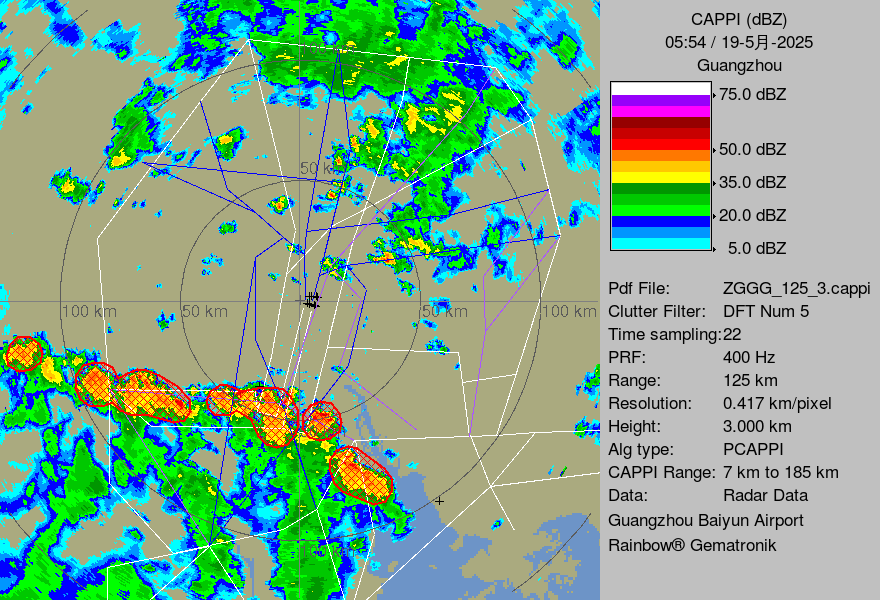 CAPPI (dBZ)
05:54 / 19-5月-2025
Guangzhou
75.0 dBZ
50.0 dBZ
35.0 dBZ
20.0 dBZ
5.0 dBZ
Pdf File: ZGGG_125_3.cappi
Clutter Filter: DFT Num 5
Time sampling:22
PRF: 400 Hz
Range: 125 km
Resolution: 0.417 km/pixel
Height: 3.000 km
Alg type: PCAPPI
CAPPI Range: 7 km to 185 km
Data: Radar Data
Guangzhou Baiyun Airport
Rainbow® Gematronik
50 km
100 km
50 km
50 km
100 km